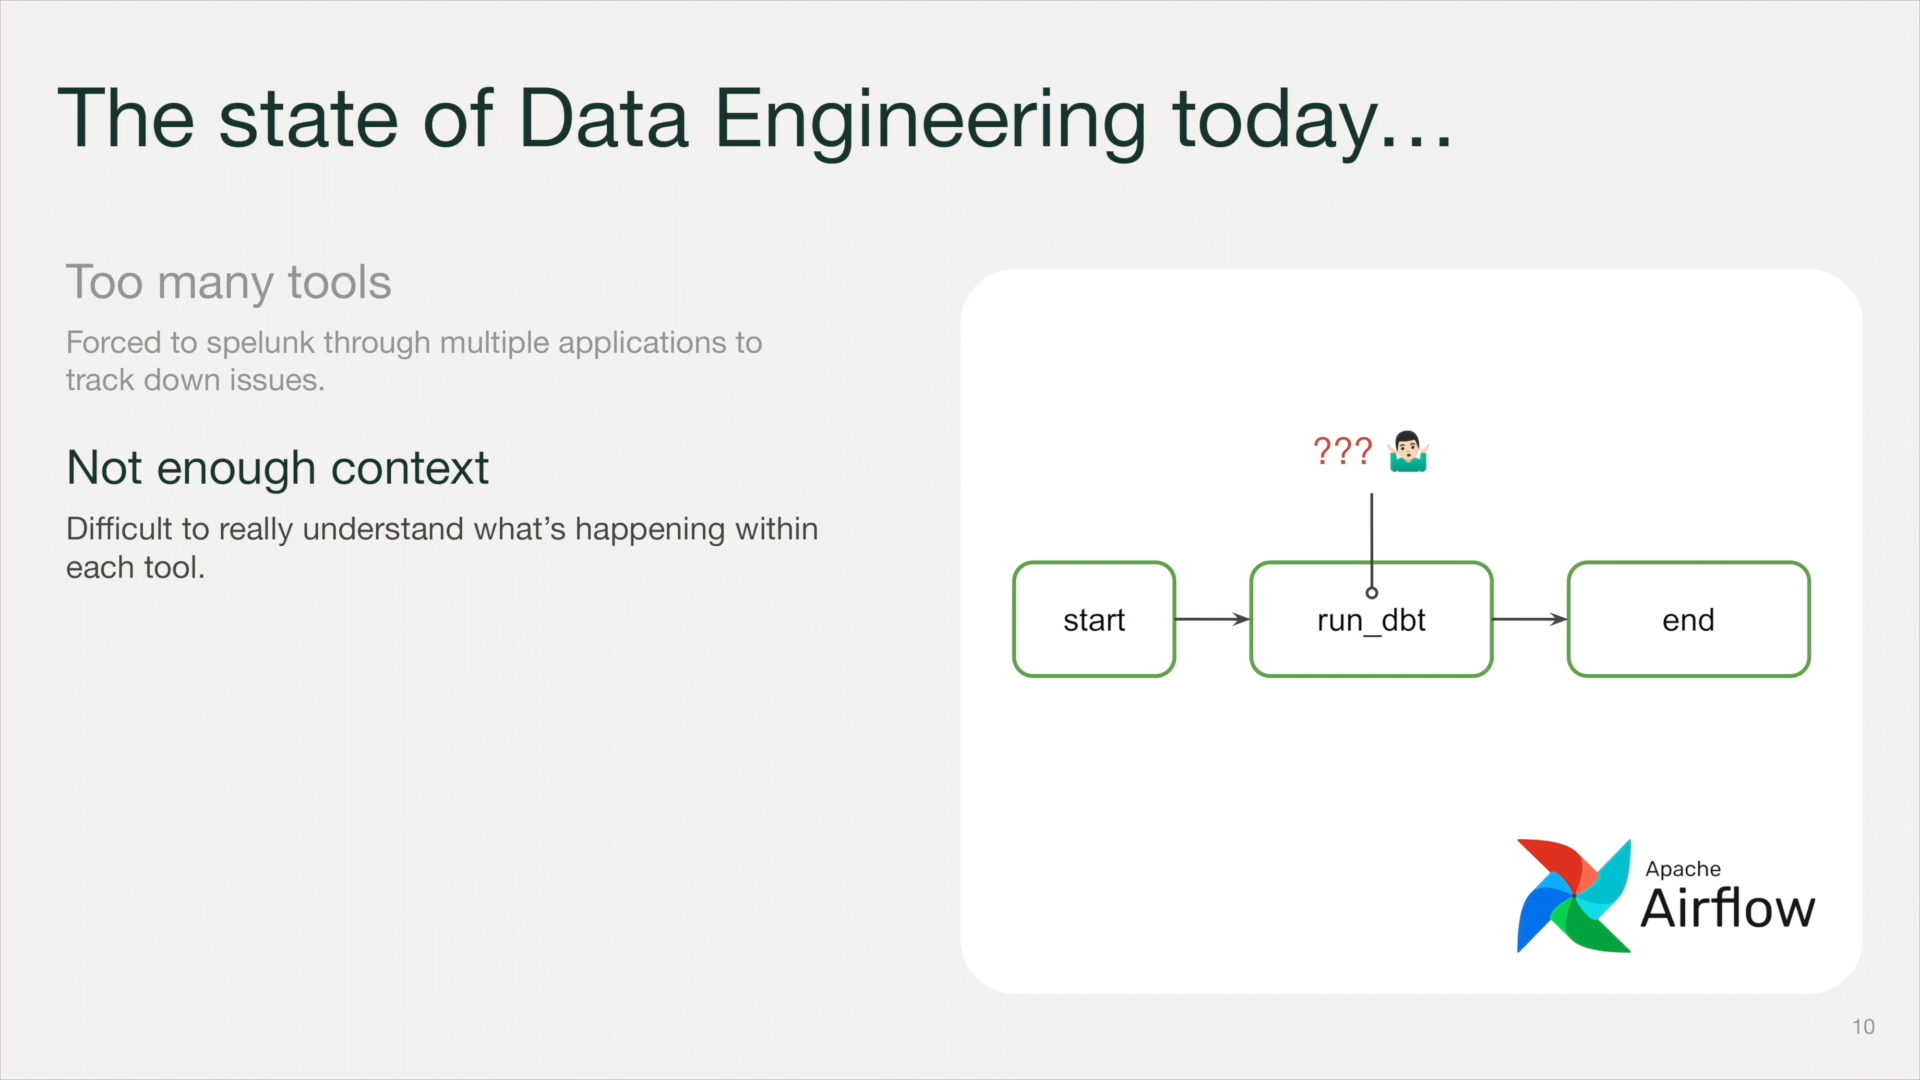 The state of Data Engineering today…
Too many tools
Forced to spelunk through multiple applications to
track down issues.
Not enough context
Difficult to really understand what’s happening within
each tool.
???
start
run_dbt
end
Apache
Airflow
10